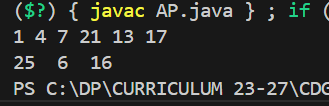 ($?) { javac AP.java } ; if (
1 4 7 21 13 17
25  6  16
PS C:\DP\CURRICULUM 23-27\CDG